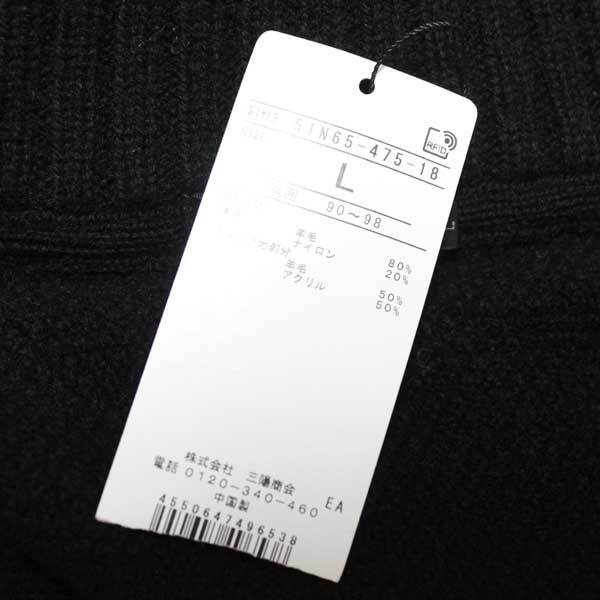 STYLE 51N65-475-18
RFID
SIZE
L
90～98
羊毛 80%
ナイロン 20%
羊毛 50%
アクリル 50%
株式会社 三陽商会
電話 0120-340-460
中国製
EA
4550647496538